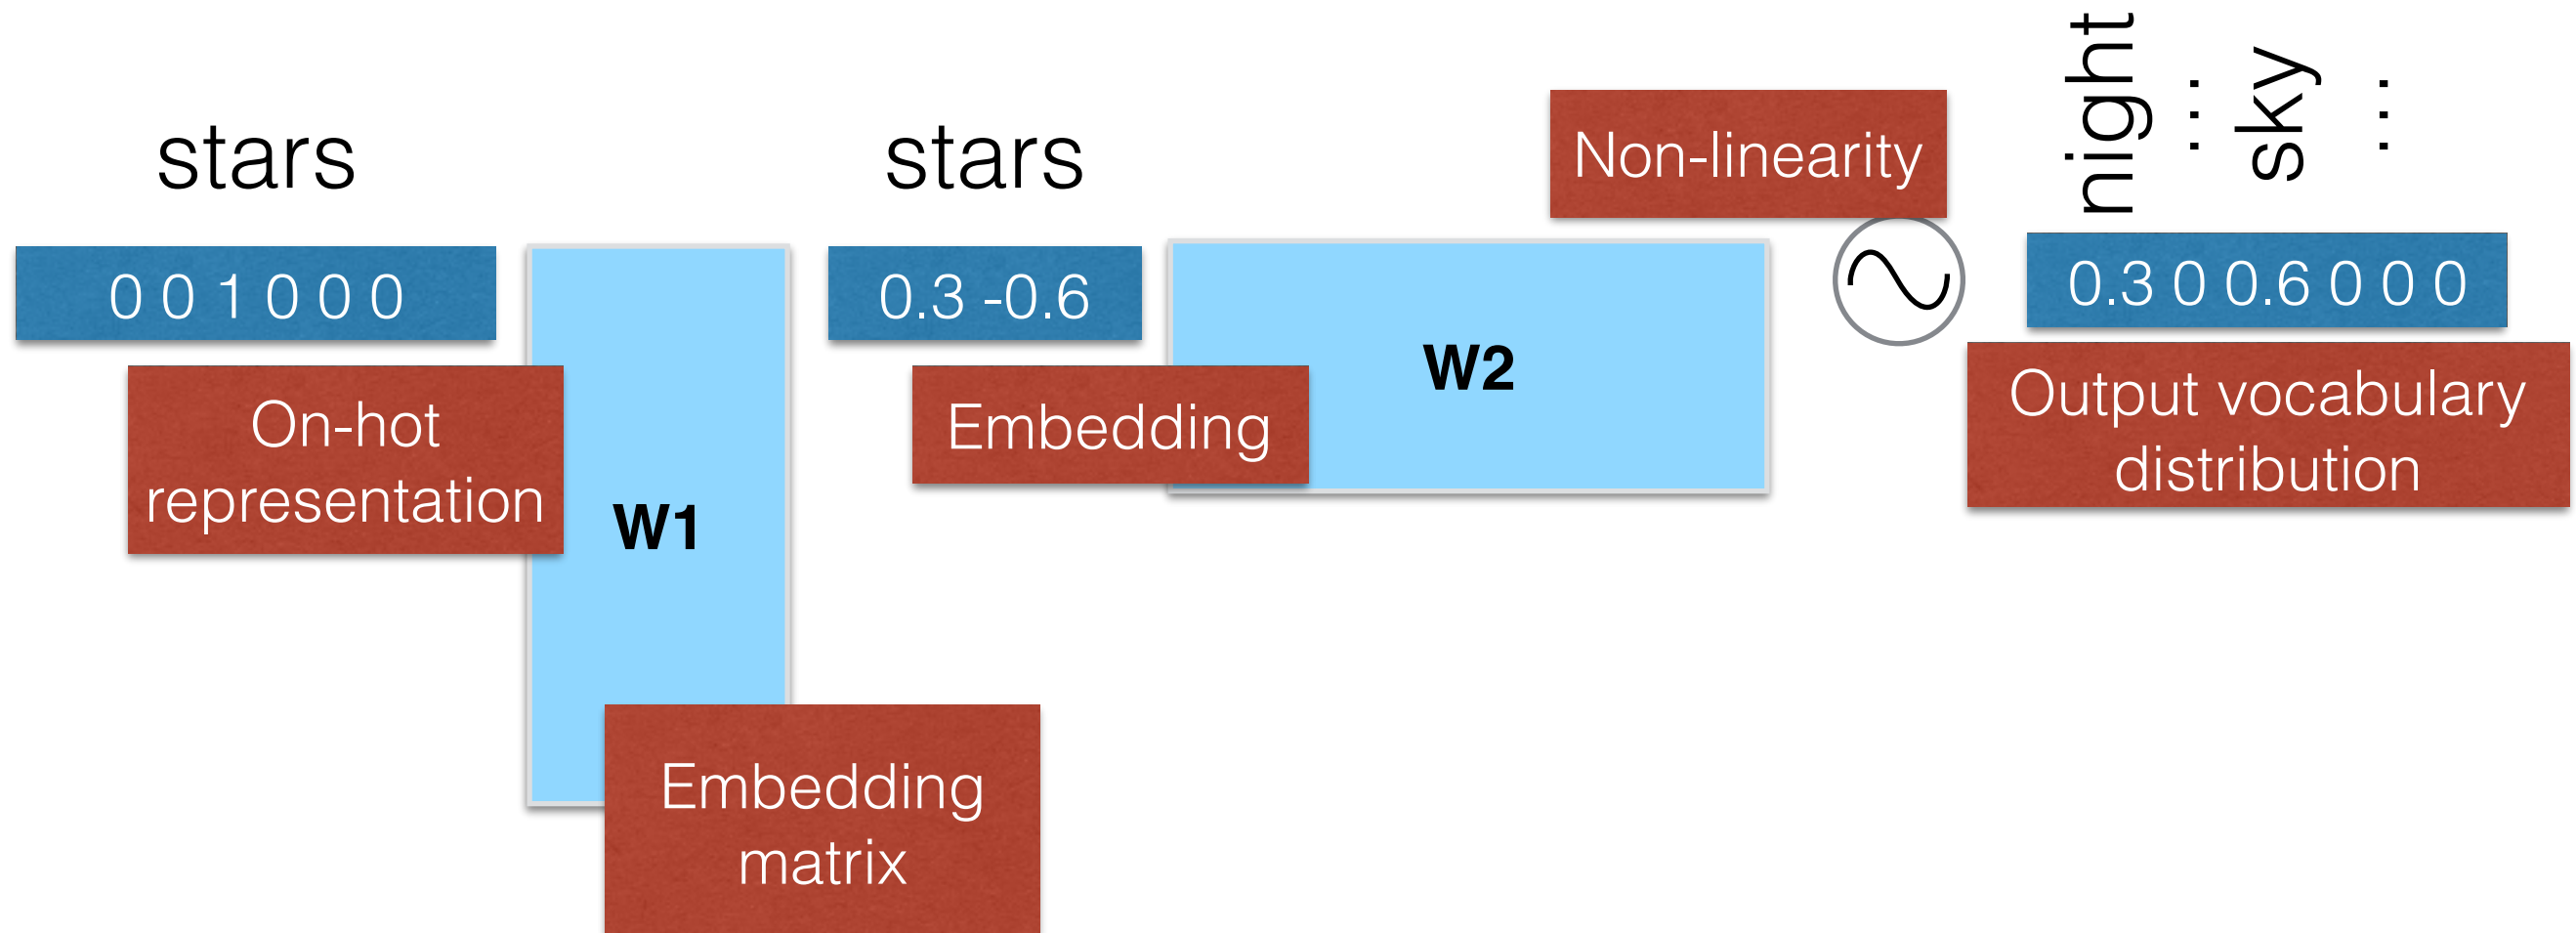 stars
0 0 1 0 0 0
On-hot
representation
W1
Embedding
matrix
stars
0.3 -0.6
Embedding
W2
Non-linearity
night
...
sky
...
0.3 0 0.6 0 0 0
Output vocabulary
distribution